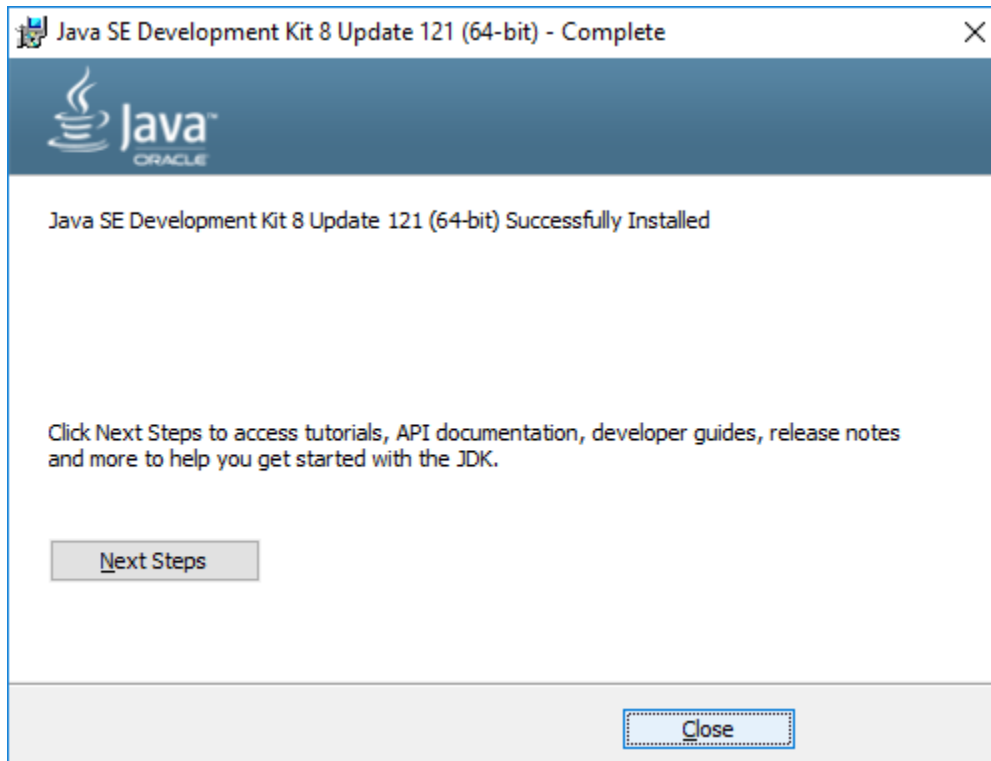 Java SE Development Kit 8 Update 121 (64-bit) - Complete
Java™
ORACLE
Java SE Development Kit 8 Update 121 (64-bit) Successfully Installed
Click Next Steps to access tutorials, API documentation, developer guides, release notes
and more to help you get started with the JDK.
Next Steps
Close